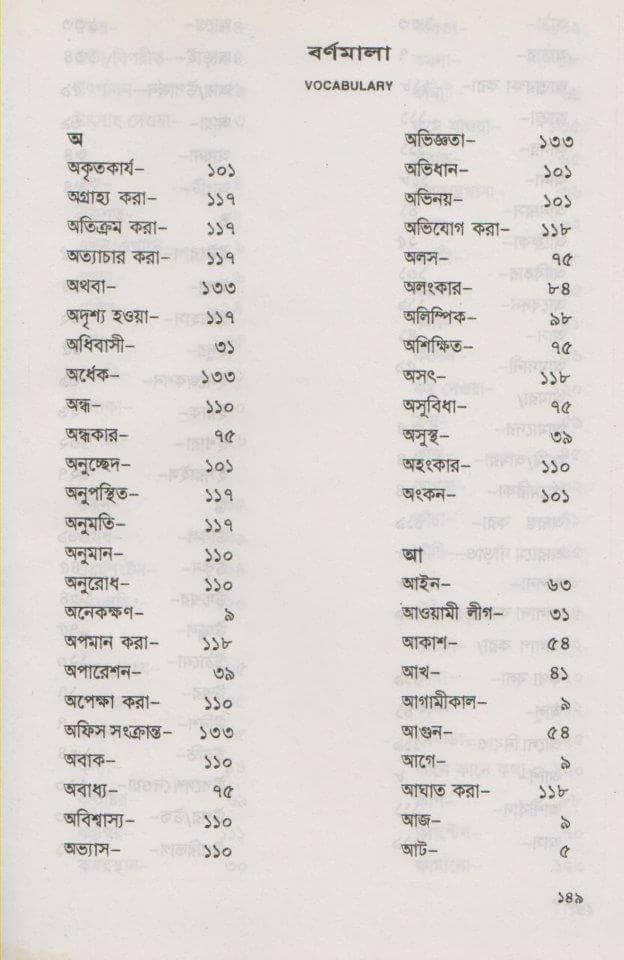 বর্ণমালা
VOCABULARY
অ
অকৃতকার্য– ১০১
অগ্রাহ্য করা– ১১৭
অতিক্রম করা– ১১৭
অত্যাচার করা– ১১৭
অথবা– ১৩৩
অদৃশ্য হওয়া– ১১৭
অধিবাসী– ৩১
অর্ধেক– ১৩৩
অন্ধ– ১১০
অন্ধকার– ৭৫
অনুচ্ছেদ– ১০১
অনুপস্থিত– ১১৭
অনুমতি– ১১৭
অনুমান– ১১০
অনুরোধ– ১১০
অনেকক্ষণ– ৯
অপমান করা– ১১৮
অপারেশন– ৩৯
অপেক্ষা করা– ১১০
অফিস সংক্রান্ত– ১৩৩
অবাক– ১১০
অবাধ্য– ৭৫
অবিশ্বাস্য– ১১০
অভ্যাস– ১১০
অভিজ্ঞতা– ১৩৩
অভিধান– ১০১
অভিনয়– ১০১
অভিযোগ করা– ১১৮
অলস– ৭৫
অলংকার– ৮৪
অলিম্পিক– ৯৮
অশিক্ষিত– ৭৫
অসৎ– ১১৮
অসুবিধা– ৭৫
অসুস্থ– ৩৯
অহংকার– ১১০
অংকন– ১০১
আ
আইন– ৬৩
আওয়ামী লীগ– ৩১
আকাশ– ৫৪
আখ– ৪১
আগামীকাল– ৯
আগুন– ৫৪
আগে– ৯
আঘাত করা– ১১৮
আজ– ৯
আট– ৫
১৪৯